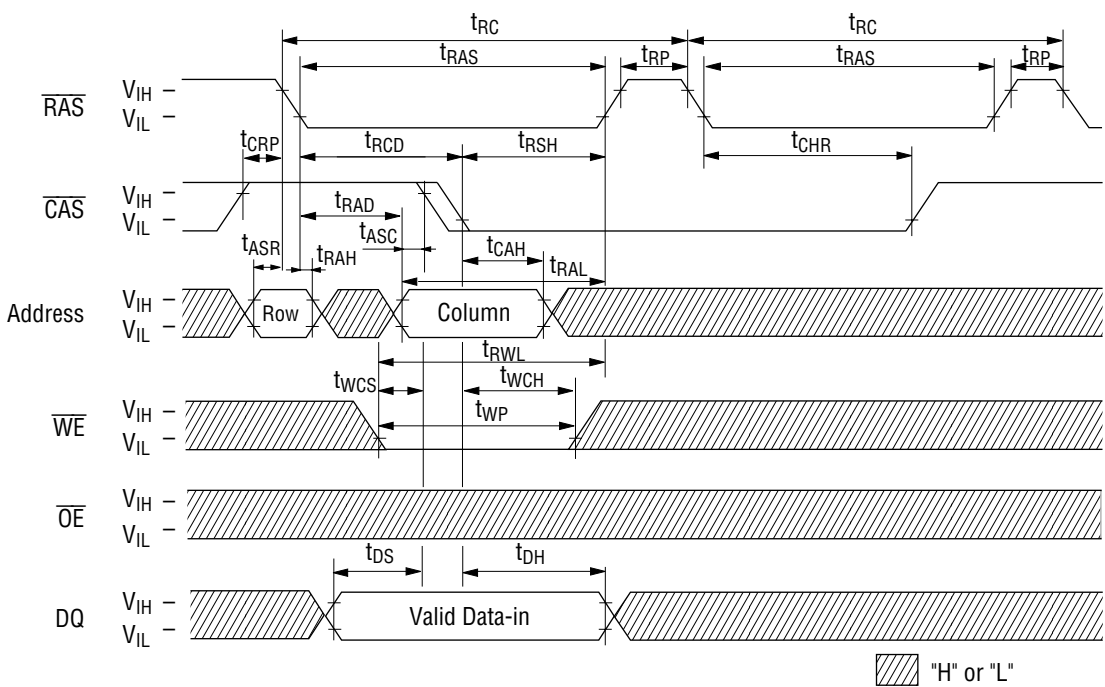 tRC tRC
tRAS tRP tRAS tRP
RAS VIH
VIL
tCRP tRCD tRSH tCHR
CAS VIH
VIL
tRAD
tASR tRAH tASC tCAH tRAL
Address VIH
VIL
Row Column
tRWL
tWCS tWCH
tWP
WE VIH
VIL
OE VIH
VIL
tDS tDH
DQ VIH
VIL
Valid Data-in
"H" or "L"